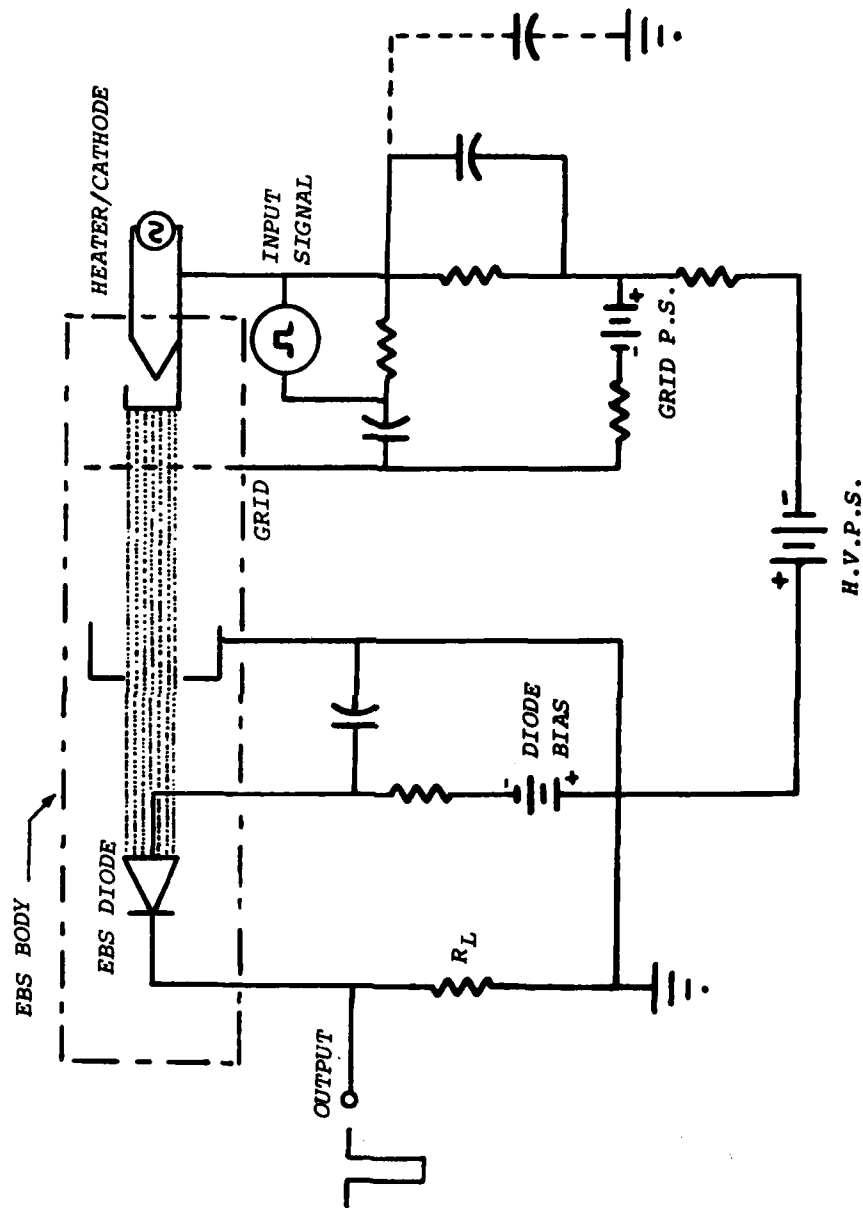 EBS BODY
EBS DIODE
HEATER/CATHODE
GRID
INPUT
SIGNAL
OUTPUT
R_L
DIODE
BIAS
-
+
-
+
GRID P.S.
+
-
H.V.P.S.